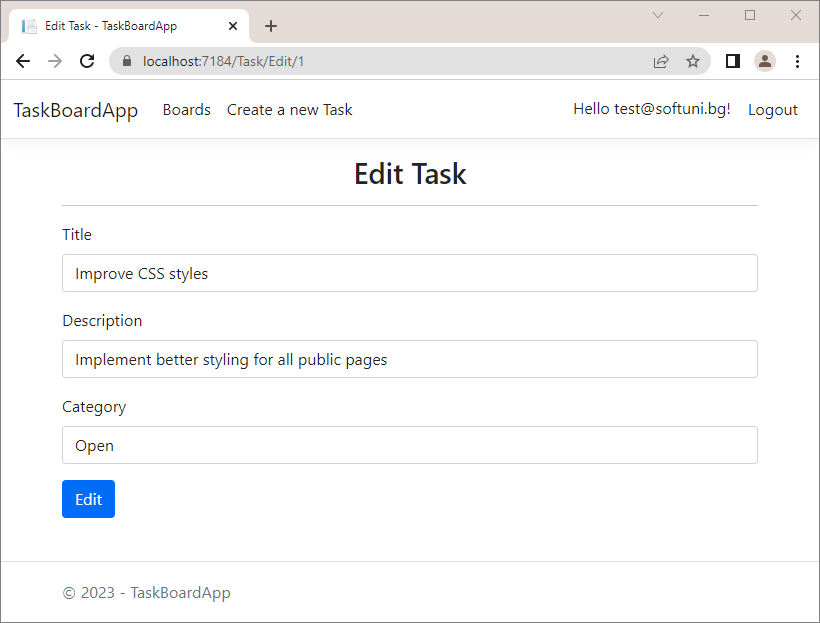 Edit Task - TaskBoardApp
localhost:7184/Task/Edit/1
TaskBoardApp Boards Create a new Task Hello test@softuni.bg! Logout
Edit Task
Title
Improve CSS styles
Description
Implement better styling for all public pages
Category
Open
Edit
© 2023 - TaskBoardApp